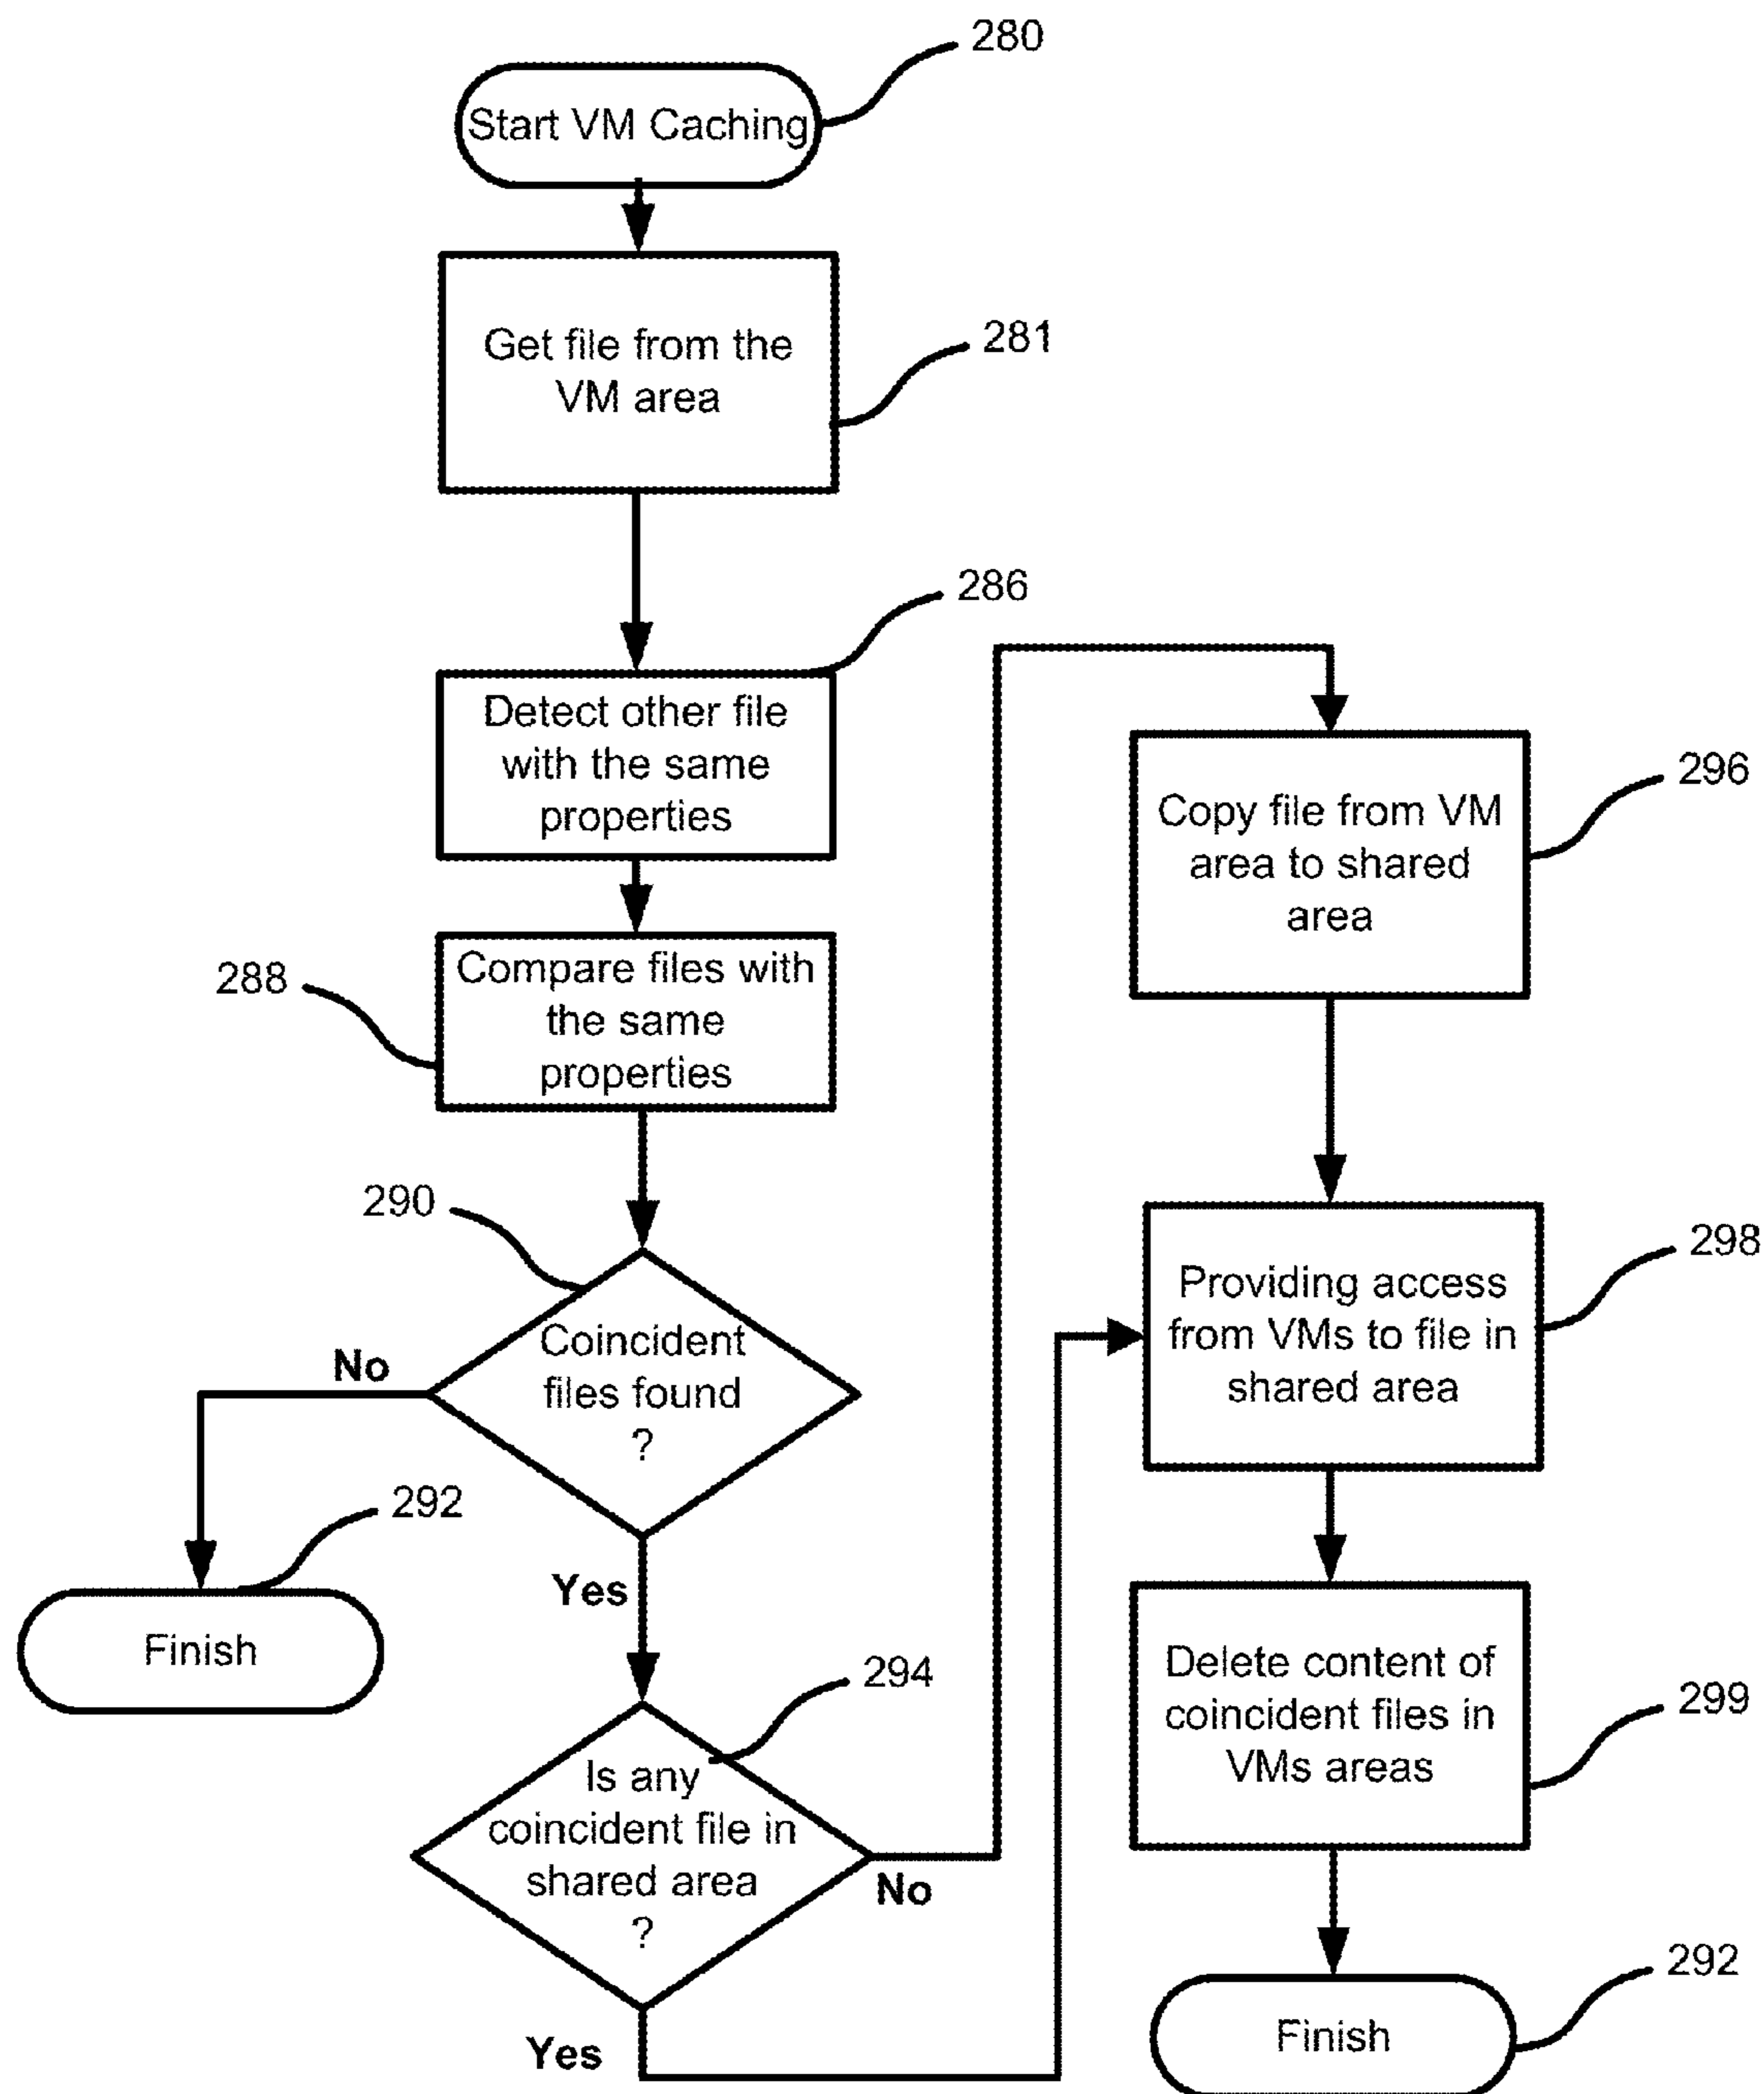 280
Start VM Caching
Get file from the
VM area
281
286
Detect other file
with the same
properties
288
Compare files with
the same
properties
290
Coincident
files found
?
No
292
Finish
Yes
294
Is any
coincident file in
shared area
?
No
Yes
296
Copy file from VM
area to shared
area
298
Providing access
from VMs to file in
shared area
299
Delete content of
coincident files in
VMs areas
292
Finish